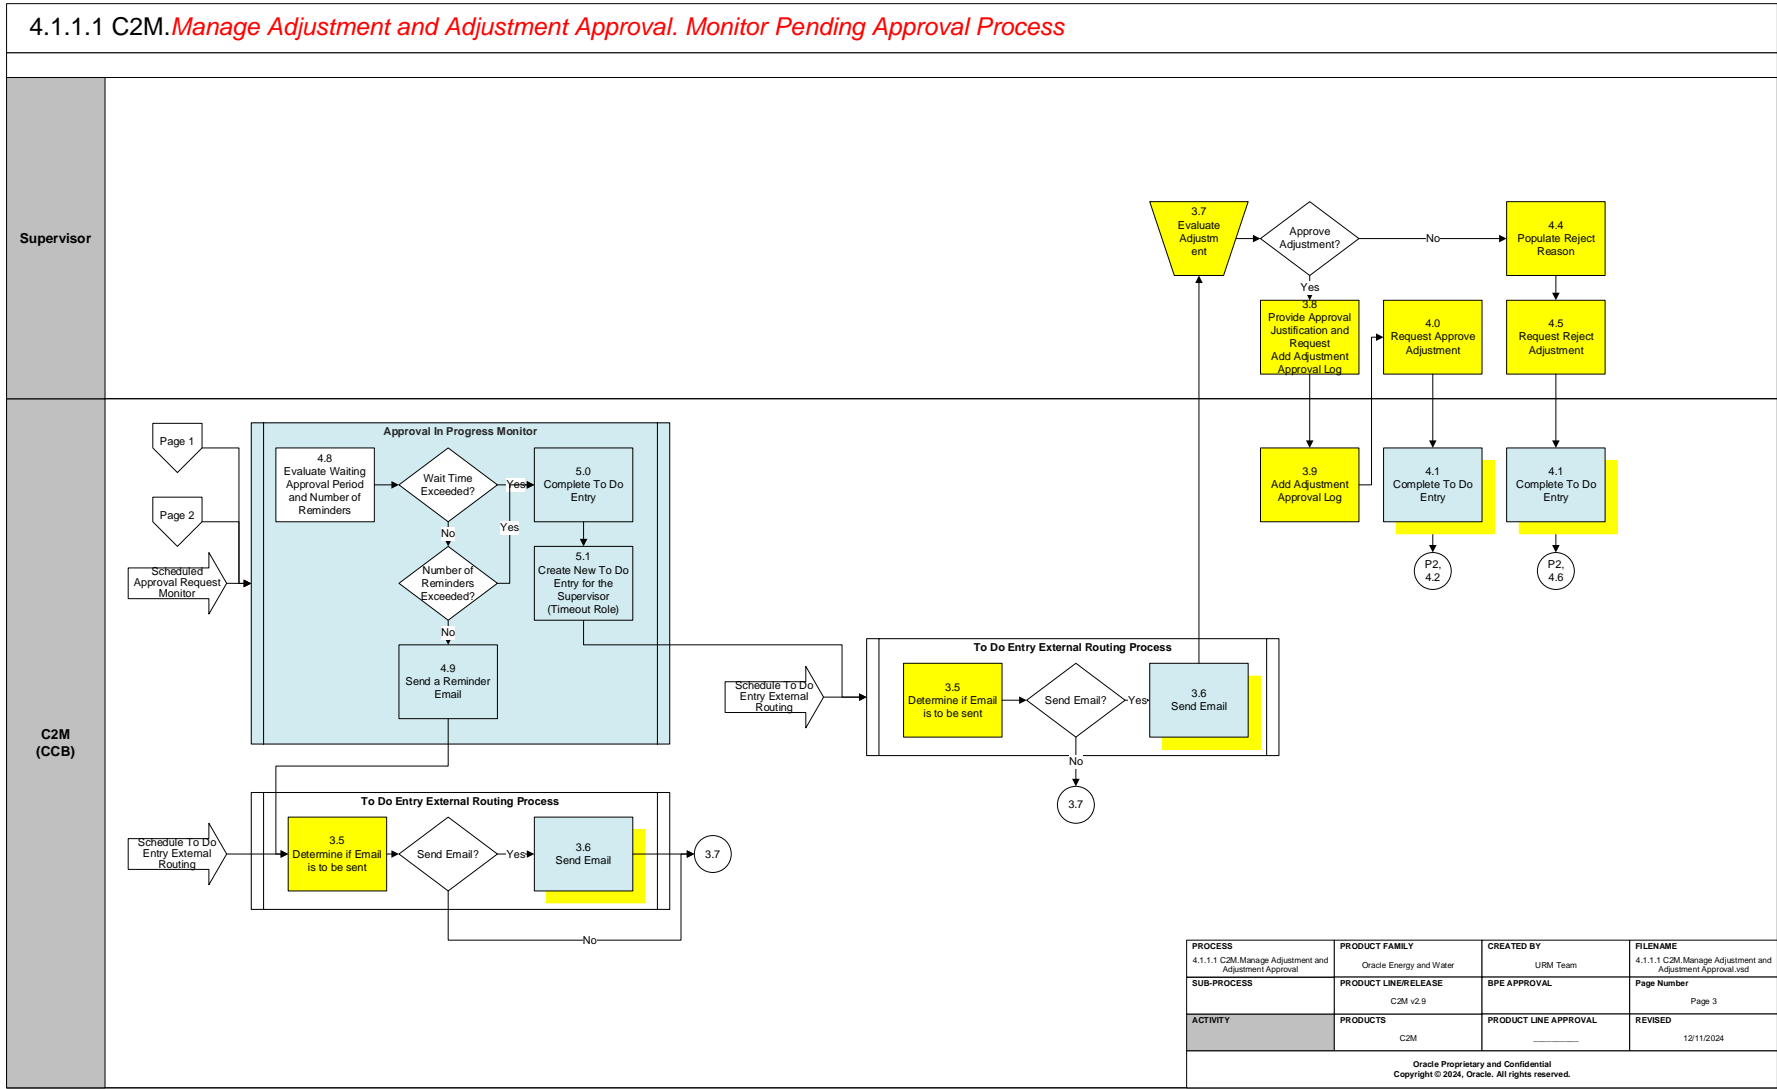 4.1.1.1 C2M.Manage Adjustment and Adjustment Approval. Monitor Pending Approval Process
Supervisor
3.7
Evaluate
Adjustm
ent
Approve
Adjustment?
No
4.4
Populate Reject
Reason
Yes
3.8
Provide Approval
Justification and
Request
Add Adjustment
Approval Log
4.0
Request Approve
Adjustment
4.5
Request Reject
Adjustment
C2M
(CCB)
Page 1
Page 2
Scheduled
Approval Request
Monitor
Approval In Progress Monitor
4.8
Evaluate Waiting
Approval Period
and Number of
Reminders
Wait Time
Exceeded?
Yes
5.0
Complete To Do
Entry
No
Yes
Number of
Reminders
Exceeded?
5.1
Create New To Do
Entry for the
Supervisor
(Timeout Role)
No
4.9
Send a Reminder
Email
3.9
Add Adjustment
Approval Log
4.1
Complete To Do
Entry
4.1
Complete To Do
Entry
P2,
4.2
P2,
4.6
Schedule To Do
Entry External
Routing
To Do Entry External Routing Process
3.5
Determine if Email
is to be sent
Send Email?
Yes
3.6
Send Email
No
3.7
Schedule To Do
Entry External
Routing
To Do Entry External Routing Process
3.5
Determine if Email
is to be sent
Send Email?
Yes
3.6
Send Email
3.7
No
PROCESS
4.1.1.1 C2M.Manage Adjustment and
Adjustment Approval
PRODUCT FAMILY
Oracle Energy and Water
CREATED BY
URM Team
FILENAME
4.1.1.1 C2M.Manage Adjustment and
Adjustment Approval.vsd
SUB-PROCESS
PRODUCT LINE/RELEASE
C2M v2.9
BPE APPROVAL
Page Number
Page 3
ACTIVITY
PRODUCTS
C2M
PRODUCT LINE APPROVAL
__________
REVISED
12/11/2024
Oracle Proprietary and Confidential
Copyright © 2024, Oracle. All rights reserved.